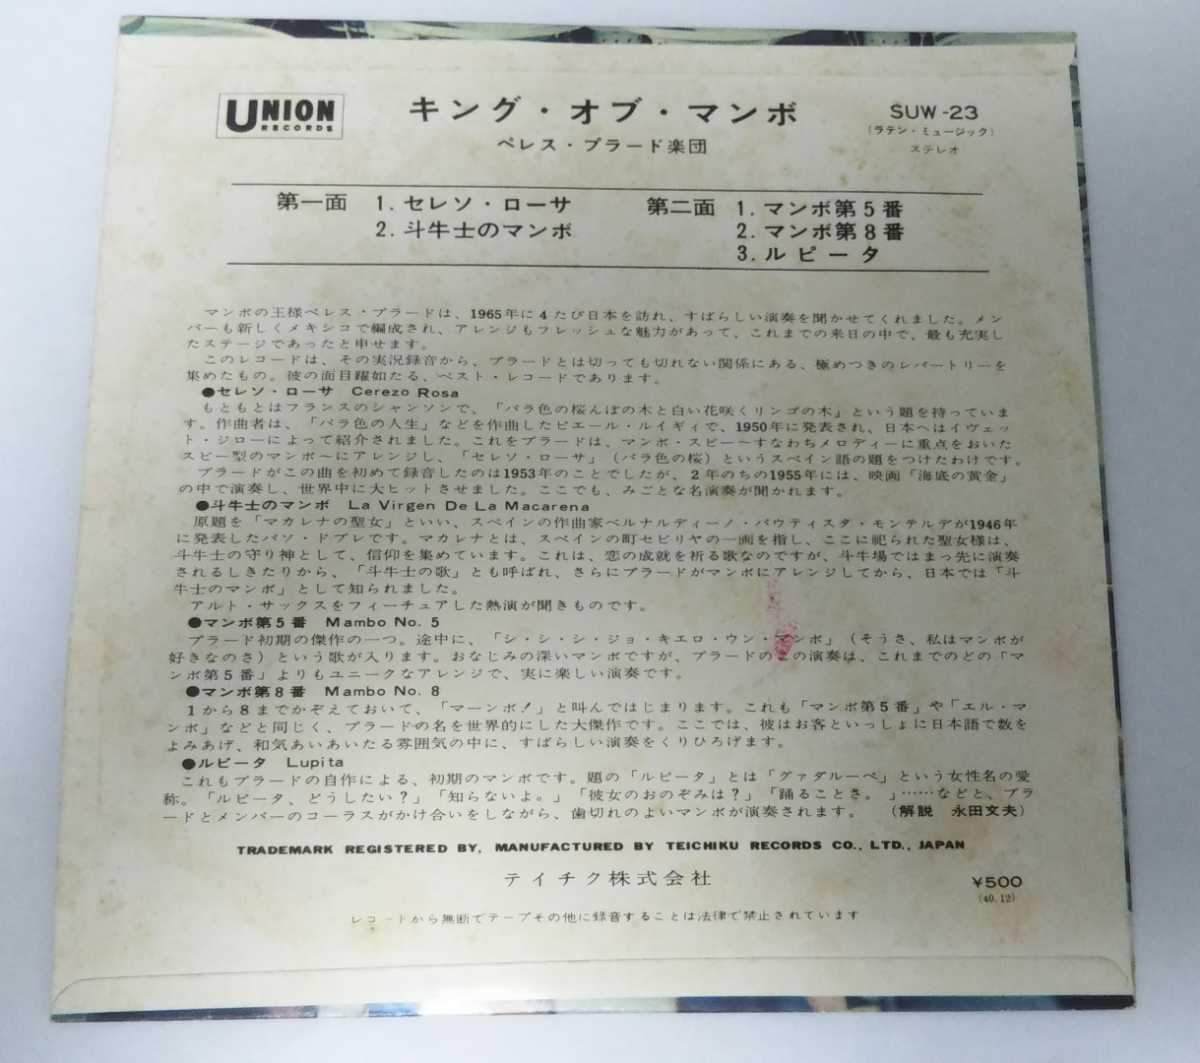 UNION
RECORDS
キング・オブ・マンボ
ペレス・プラード楽団
SUW-23
(ラテン・ミュージック)
ステレオ
第一面 1. セレソ・ローサ
2. 斗牛士のマンボ
第二面 1. マンボ第5番
2. マンボ第8番
3. ルピータ
マンボの王様ペレス・プラードは、1965年に4たび日本を訪れ、すばらしい演奏を聞かせてくれました。メン
バーも新しくメキシコで編成され、アレンジもフレッシュな魅力があって、これまでの来日の中で、最も充実し
たステージであったと申せます。
このレコードは、その実況録音から、プラードとは切っても切れない関係にある、極めつきのレパートリーを
集めたもの。彼の面目躍如たる、ベスト・レコードであります。
●セレソ・ローサ Cerezo Rosa
もともとはフランスのシャンソンで、「バラ色の桜んぼの木と白い花咲くリンゴの木」という題を持っていま
す。作曲者は、「バラ色の人生」などを作曲したピエール・ルイギィで、1950年に発表され、日本へはイヴェッ
ト・ジローによって紹介されました。これをプラードは、マンボ・スピー〜すなわちメロディーに重点をおいた
スピー型のマンボ〜にアレンジし、「セレソ・ローサ」(バラ色の桜)というスペイン語の題をつけたわけです。
プラードがこの曲を初めて録音したのは1953年のことでしたが、2年のちの1955年には、映画「海底の黄金」
の中で演奏し、世界中に大ヒットさせました。ここでも、みごとな名演奏が聞かれます。
●斗牛士のマンボ La Virgen De La Macarena
原題を「マカレナの聖女」といい、スペインの作曲家ベルナルディーノ・バウティスタ・モンテルデが1946年
に発表したパソ・ドブレです。マカレナとは、スペインの町セビリヤの一画を指し、ここに祀られた聖女様は、
斗牛士の守り神として、信仰を集めています。これは、恋の成就を祈る歌なのですが、斗牛場ではまっ先に演奏
されるしきたりから、「斗牛士の歌」とも呼ばれ、さらにプラードがマンボにアレンジしてから、日本では「斗
牛士のマンボ」として知られました。
アルト・サックスをフィーチュアした熱演が聞きものです。
●マンボ第5番 Mambo No. 5
プラード初期の傑作の一つ。途中に、「シ・シ・シ・ジョ・キエロ・ウン・マンボ」(そうさ、私はマンボが
好きなのさ)という歌が入ります。おなじみの深いマンボですが、プラードのこの演奏は、これまでのどの「マ
ンボ第5番」よりもユニークなアレンジで、実に楽しい演奏です。
●マンボ第8番 Mambo No. 8
1から8までかぞえておいて、「マーンボ!」と叫んではじまります。これも「マンボ第5番」や「エル・マ
ンボ」などと同じく、プラードの名を世界的にした大傑作です。ここでは、彼はお客といっしょに日本語で数を
よみあげ、和気あいあいたる雰囲気の中に、すばらしい演奏をくりひろげます。
●ルピータ Lupita
これもプラードの自作による、初期のマンボです。題の「ルピータ」とは「グァダルーペ」という女性名の愛
称。「ルピータ、どうしたい?」「知らないよ。」「彼女のおのぞみは?」「踊ることさ。」……などと、プラ
ードとメンバーのコーラスがかけ合いをしながら、歯切れのよいマンボが演奏されます。 (解説 永田文夫)
TRADEMARK REGISTERED BY, MANUFACTURED BY TEICHIKU RECORDS CO., LTD., JAPAN
テイチク株式会社
¥500
(40.12)
レコードから無断でテープその他に録音することは法律で禁止されています